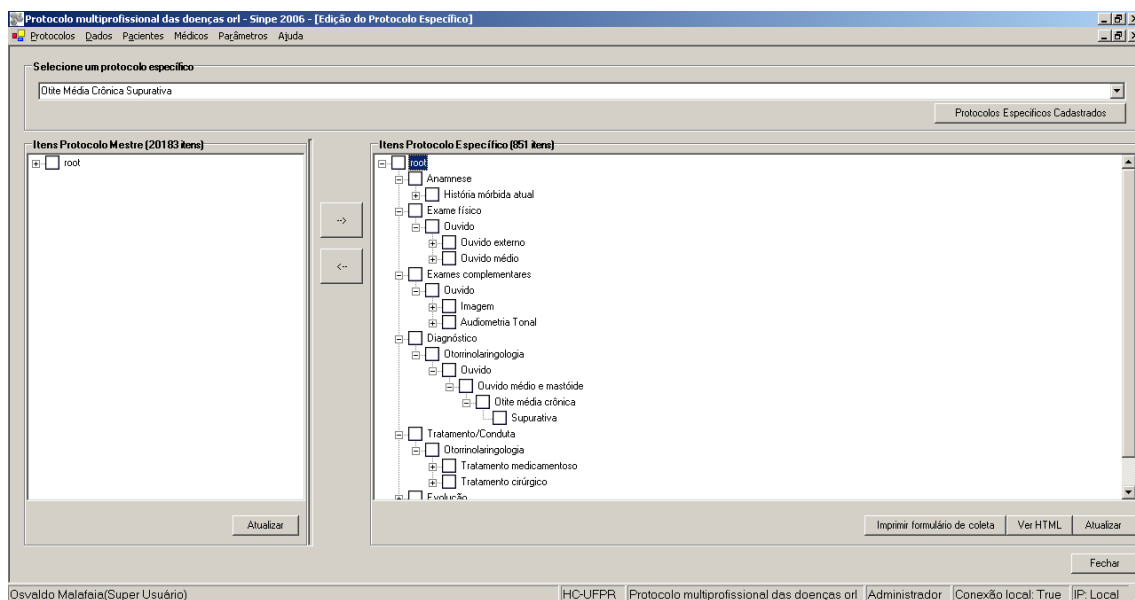 Protocolo multiprofissional das doenças orl - Sinpe 2006 - [Edição do Protocolo Específico]
Protocolos Dados Pacientes Médicos Parâmetros Ajuda
Selecione um protocolo específico
Otite Média Crônica Supurativa
Protocolos Especificos Cadastrados
Itens Protocolo Mestre (20183 itens)
root
Atualizar
-->
<--
Itens Protocolo Específico (851 itens)
root
Anamnese
História mórbida atual
Exame físico
Ouvido
Ouvido externo
Ouvido médio
Exames complementares
Ouvido
Imagem
Audiometria Tonal
Diagnóstico
Otorrinolaringologia
Ouvido
Ouvido médio e mastóide
Otite média crônica
Supurativa
Tratamento/Conduta
Otorrinolaringologia
Tratamento medicamentoso
Tratamento cirúrgico
Evolução
Imprimir formulário de coleta Ver HTML Atualizar
Fechar
Osvaldo Malafaia(Super Usuário) HC-UFPR Protocolo multiprofissional das doenças orl Administrador Conexão local: True IP: Local